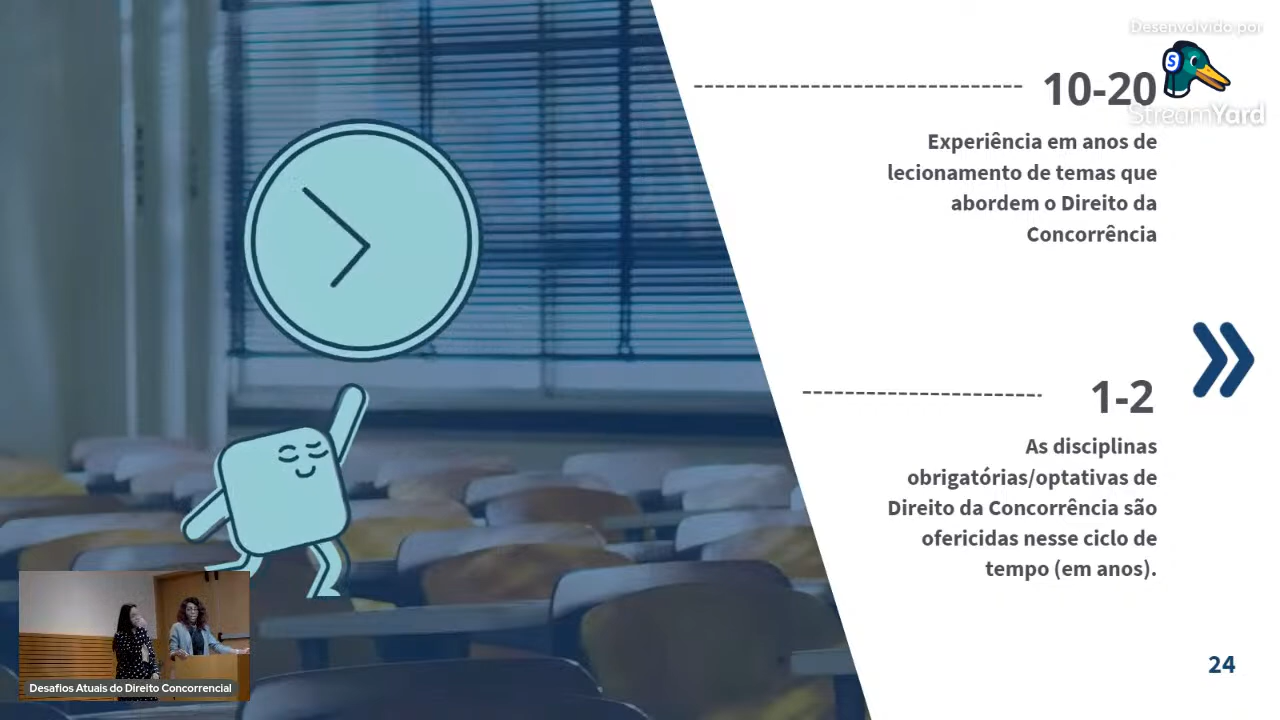 Desenvolvido por
StreamYard
10-20
Experiência em anos de
lecionamento de temas que
abordem o Direito da
Concorrência
1-2
As disciplinas
obrigatórias/optativas de
Direito da Concorrência são
ofericidas nesse ciclo de
tempo (em anos).
24
Desafios Atuais do Direito Concorrencial